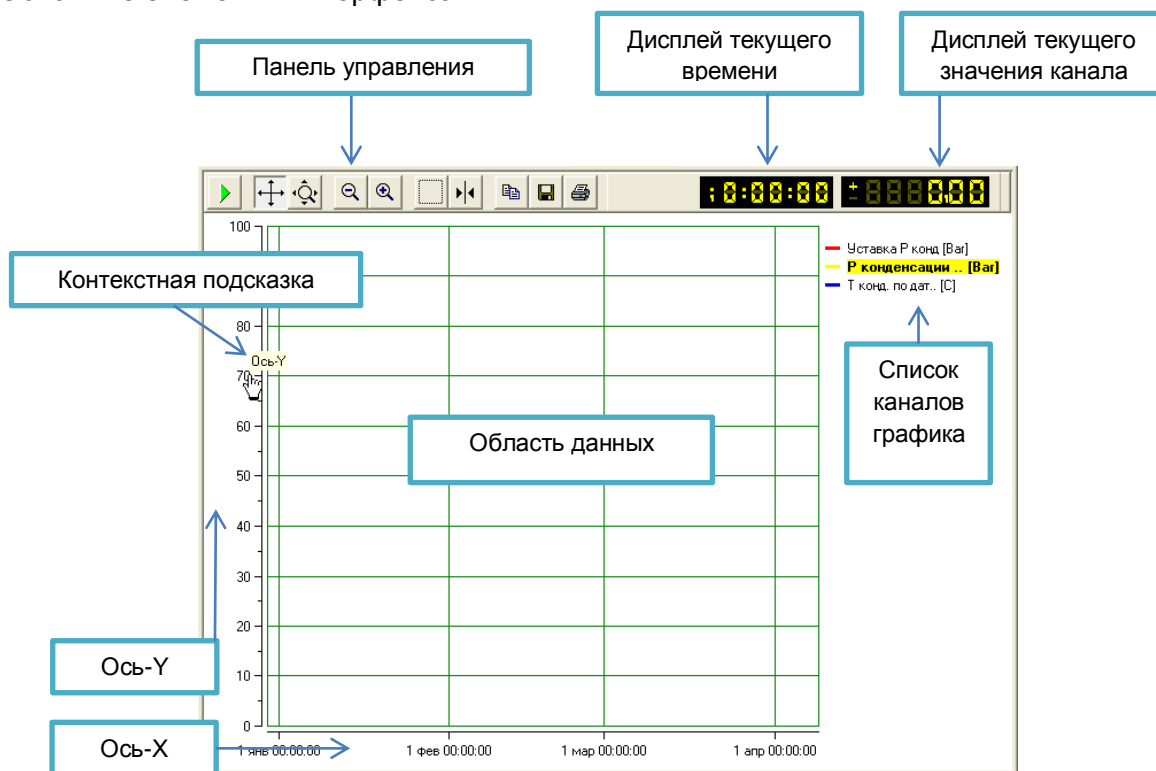 Панель управления
Дисплей текущего
времени
Дисплей текущего
значения канала
100
Уставка P конд [Bar]
P конденсации .. [Bar]
T конд. по дат.. [C]
Контекстная подсказка
80
Ось-Y
70
Список
каналов
графика
60
Область данных
50
40
30
20
Ось-Y
10
0
Ось-X
1 янв 00:00:00
1 фев 00:00:00
1 мар 00:00:00
1 апр 00:00:00